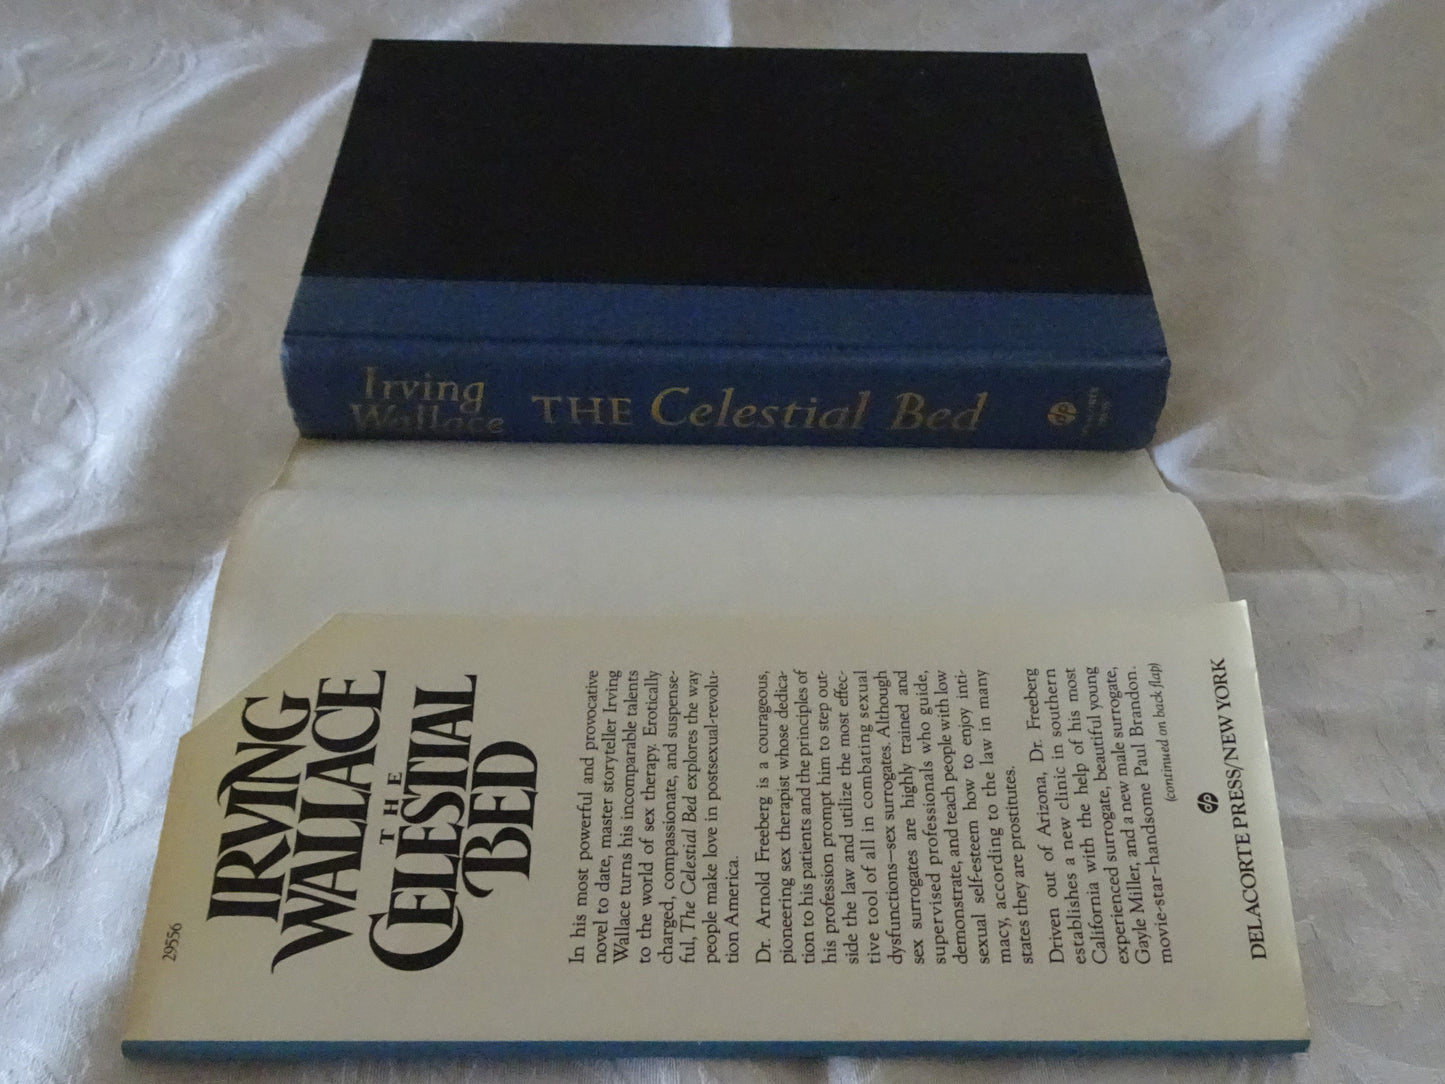 Irving
Wallace
THE Celestial Bed
29556
IRVING
WALLACE
THE
CELESTIAL
BED
In his most powerful and provocative
novel to date, master storyteller Irving
Wallace turns his incomparable talents
to the world of sex therapy. Erotically
charged, compassionate, and suspense-
ful, The Celestial Bed explores the way
people make love in postsexual-revolu-
tion America.
Dr. Arnold Freeberg is a courageous,
pioneering sex therapist whose dedica-
tion to his patients and the principles of
his profession prompt him to step out-
side the law and utilize the most effec-
tive tool of all in combating sexual
dysfunctions—sex surrogates. Although
sex surrogates are highly trained and
supervised professionals who guide,
demonstrate, and teach people with low
sexual self-esteem how to enjoy inti-
macy, according to the law in many
states they are prostitutes.
Driven out of Arizona, Dr. Freeberg
establishes a new clinic in southern
California with the help of his most
experienced surrogate, beautiful young
Gayle Miller, and a new male surrogate,
movie-star-handsome Paul Brandon.
(continued on back flap)
DELACORTE PRESS/NEW YORK